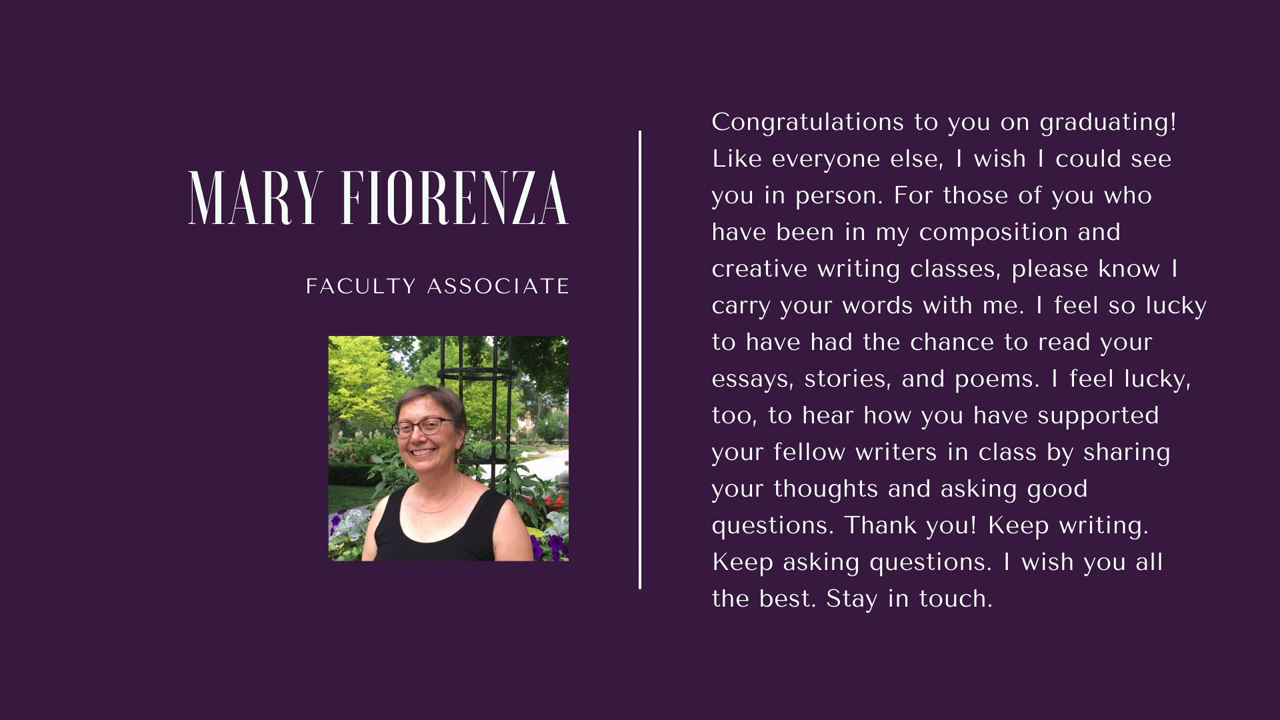 MARY FIORENZA
FACULTY ASSOCIATE
Congratulations to you on graduating!
Like everyone else, I wish I could see
you in person. For those of you who
have been in my composition and
creative writing classes, please know I
carry your words with me. I feel so lucky
to have had the chance to read your
essays, stories, and poems. I feel lucky,
too, to hear how you have supported
your fellow writers in class by sharing
your thoughts and asking good
questions. Thank you! Keep writing.
Keep asking questions. I wish you all
the best. Stay in touch.